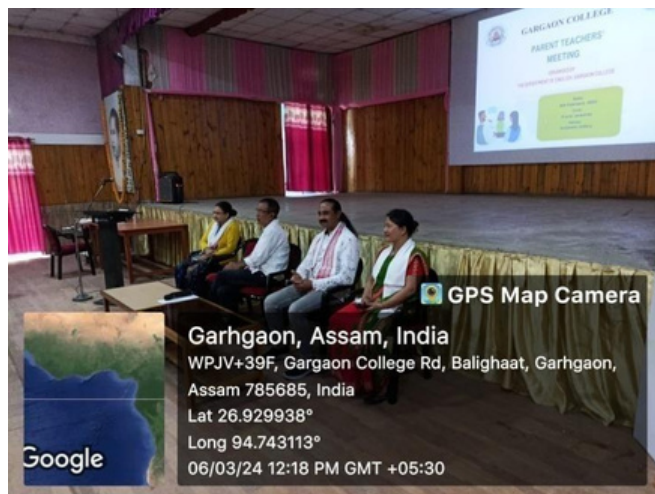 GARGAON COLLEGE
PARENT TEACHERS'
MEETING
GPS Map Camera
Garhgaon, Assam, India
WPJV+39F, Gargaon College Rd, Balighaat, Garhgaon,
Assam 785685, India
Lat 26.929938°
Long 94.743113°
06/03/24 12:18 PM GMT +05:30
Google